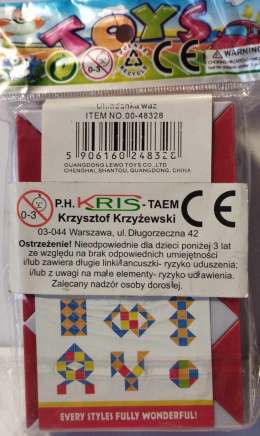 TOYS
0-3
CE
WARNING
Układanka wąż
ITEM NO.00-48328
5 906160 248328
GUANGDONG LEWO TOYS CO.LTD
CHENGHAI, SHANTOU, GUANGDONG, CHINA
0-3
P.H. KRIS-TAEM CE
Krzysztof Krzyżewski
03-044 Warszawa, ul. Długorzeczna 42
Ostrzeżenie! Nieodpowiednie dla dzieci poniżej 3 lat
ze względu na brak odpowiednich umiejętności
i/lub zawiera długie linki/łancuszki- ryzyko uduszenia;
i/lub z uwagi na małe elementy- ryzyko udławienia.
Zalecany nadzór osoby dorosłej.
EVERY STYLES FULLY WONDERFUL!